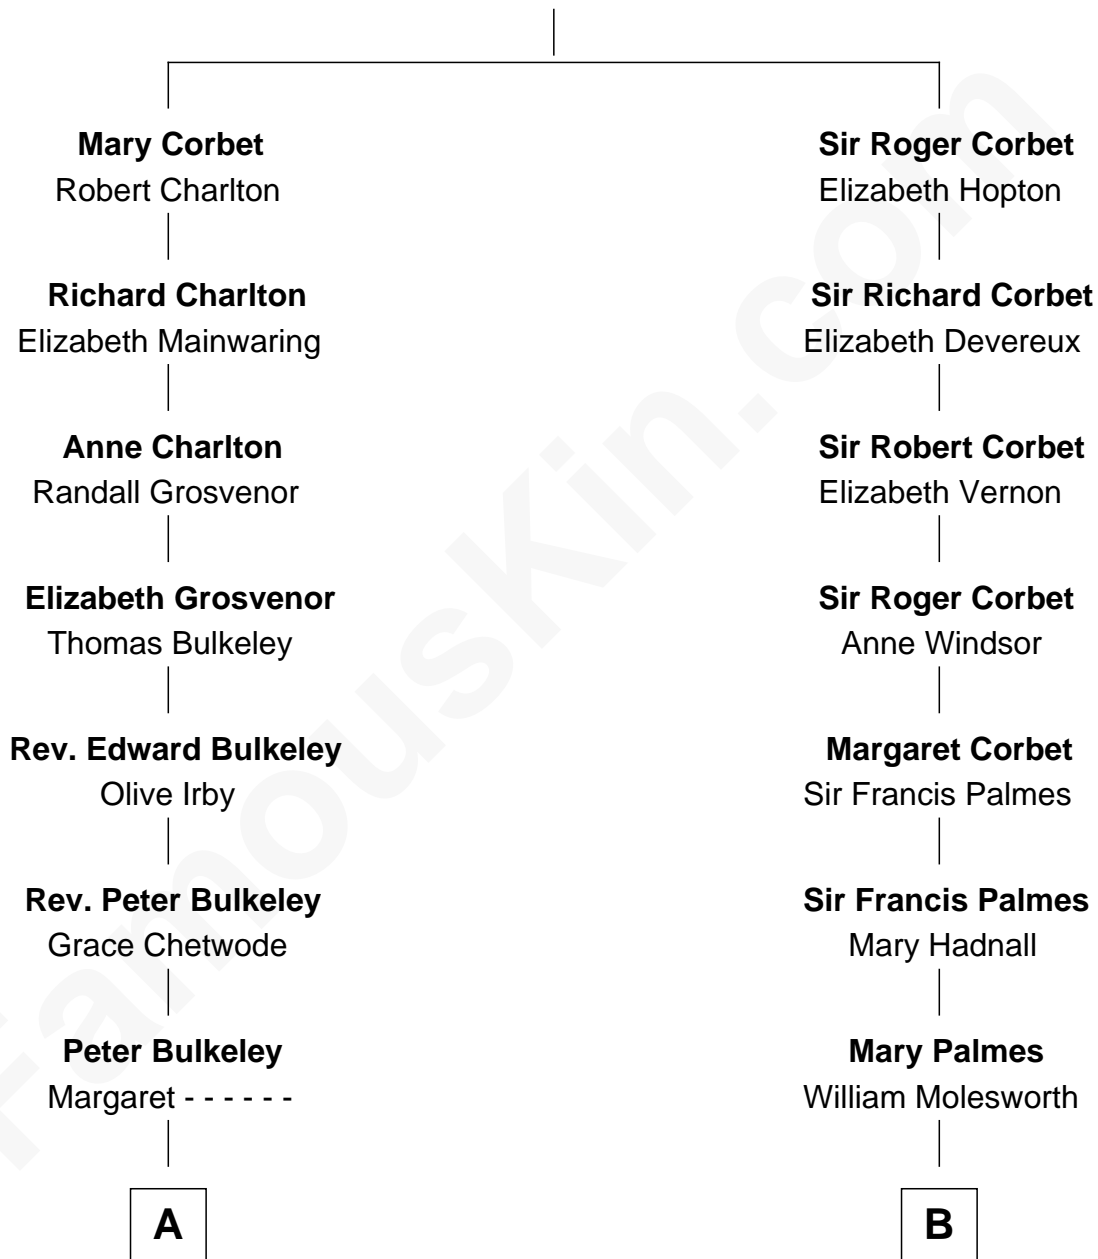 Mary Corbet
Robert Charlton
Richard Charlton
Elizabeth Mainwaring
Anne Charlton
Randall Grosvenor
Elizabeth Grosvenor
Thomas Bulkeley
Rev. Edward Bulkeley
Olive Irby
Rev. Peter Bulkeley
Grace Chetwode
Peter Bulkeley
Margaret - - - - - -
A
Sir Roger Corbet
Elizabeth Hopton
Sir Richard Corbet
Elizabeth Devereux
Sir Robert Corbet
Elizabeth Vernon
Sir Roger Corbet
Anne Windsor
Margaret Corbet
Sir Francis Palmes
Sir Francis Palmes
Mary Hadnall
Mary Palmes
William Molesworth
B
FamousKin.com